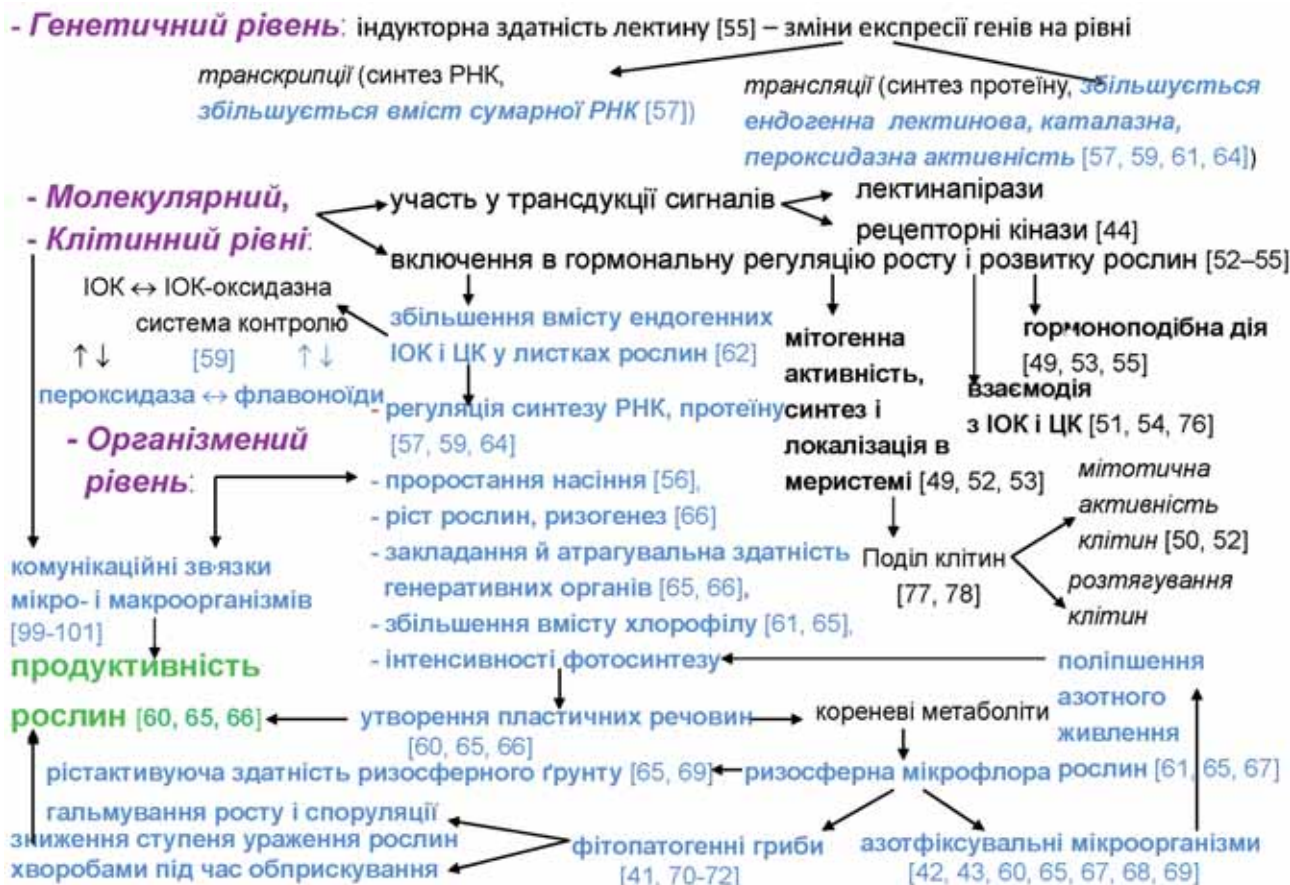 - Генетичний рівень: індукторна здатність лектину [55] – зміни експресії генів на рівні
транскрипції (синтез РНК,
збільшується вміст сумарної РНК [57])
трансляції (синтез протеїну, збільшується
ендогенна лектинова, каталазна,
пероксидазна активність [57, 59, 61, 64])
- Молекулярний,
- Клітинний рівні:
участь у трансдукції сигналів
лектинапірази
рецепторні кінази [44]
включення в гормональну регуляцію росту і розвитку рослин [52–55]
ІОК ↔ ІОК-оксидазна
система контролю
↑↓ [59] ↑↓
пероксидаза ↔ флавоноїди
збільшення вмісту ендогенних
ІОК і ЦК у листках рослин [62]
мітогенна
активність,
синтез і
локалізація в
меристемі [49, 52, 53]
гормоноподібна дія
[49, 53, 55]
взаємодія
з ІОК і ЦК [51, 54, 76]
- регуляція синтезу РНК, протеїну
[57, 59, 64]
- Організмений
рівень:
- проростання насіння [56],
- ріст рослин, ризогенез [66]
- закладання й атрагувальна здатність
генеративних органів [65, 66],
- збільшення вмісту хлорофілу [61, 65],
- інтенсивності фотосинтезу
Поділ клітин
[77, 78]
мітотична
активність
клітин [50, 52]
розтягування
клітин
комунікаційні зв'язки
мікро- і макроорганізмів
[99-101]
продуктивність
рослин [60, 65, 66]
утворення пластичних речовин
[60, 65, 66]
кореневі метаболіти
поліпшення
азотного
живлення
рослин [61, 65, 67]
рістактивуюча здатність ризосферного ґрунту [65, 69]
ризосферна мікрофлора
гальмування росту і споруляції
зниження ступеня ураження рослин
хворобами під час обприскування
фітопатогенні гриби
[41, 70-72]
азотфіксувальні мікроорганізми
[42, 43, 60, 65, 67, 68, 69]